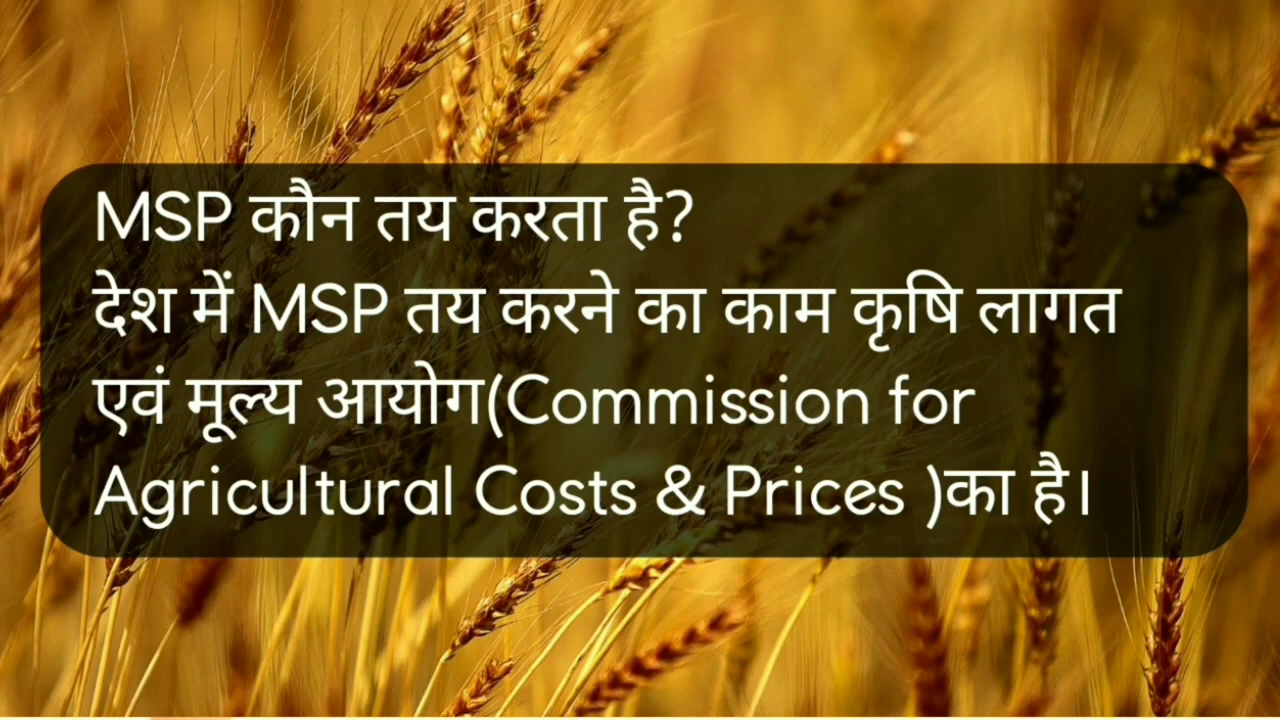 MSP कौन तय करता है?
देश में MSP तय करने का काम कृषि लागत
एवं मूल्य आयोग(Commission for
Agricultural Costs & Prices )का है।